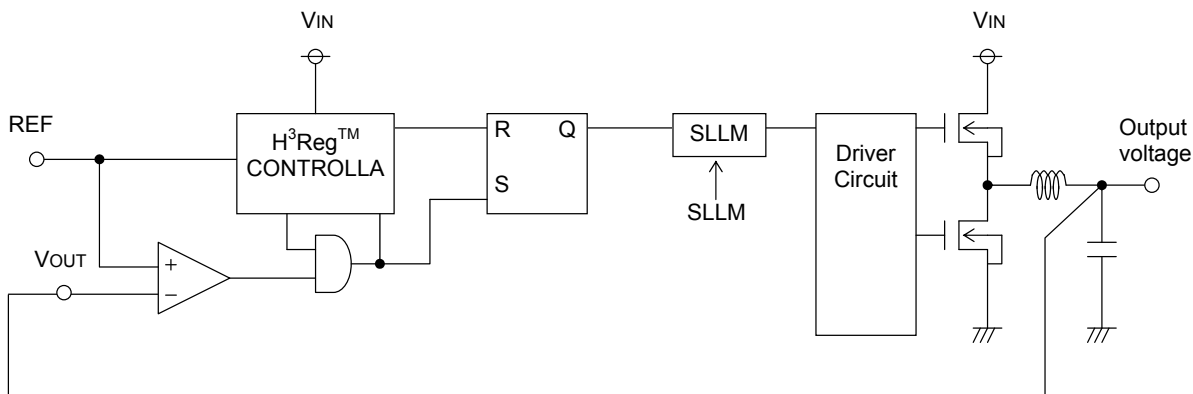 VIN
VIN
REF
H³Reg™
CONTROLLA
R
Q
S
SLLM
SLLM
Driver
Circuit
Output
voltage
VOUT
+
−